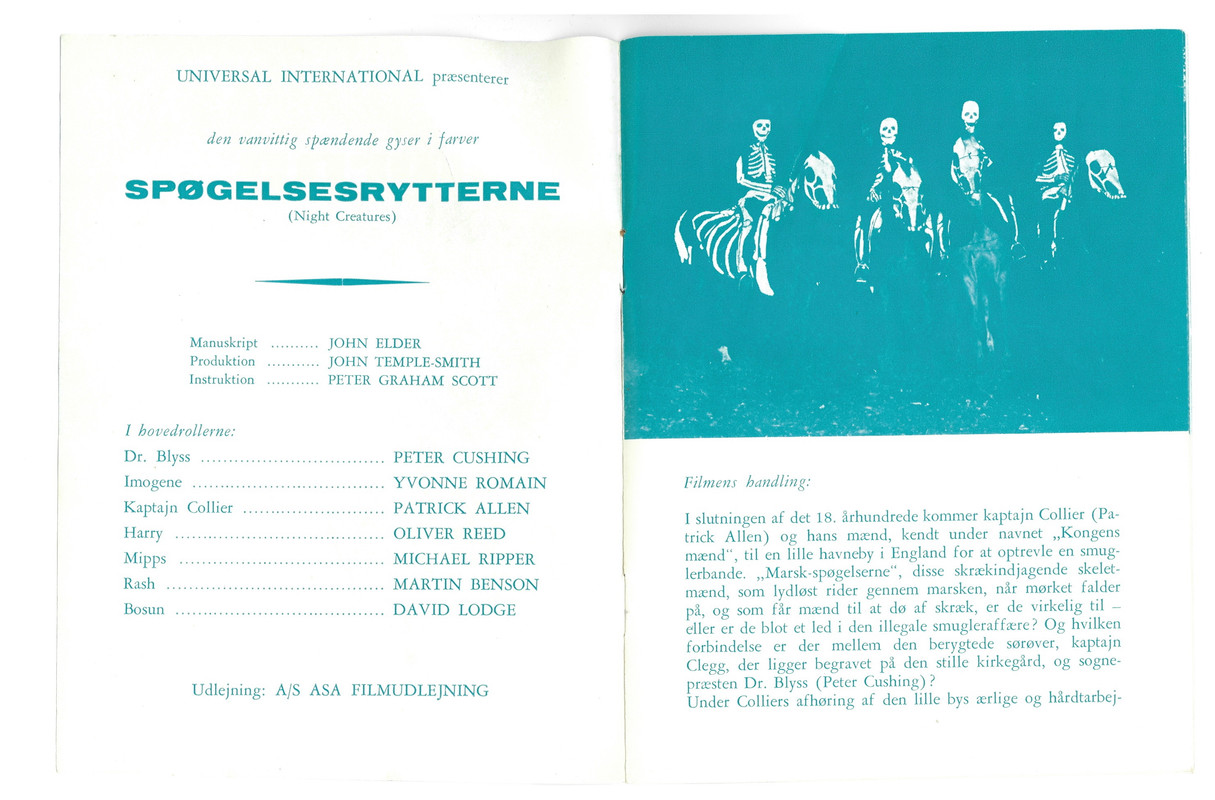 UNIVERSAL INTERNATIONAL præsenterer
den vanvittig spændende gyser i farver
SPØGELSESRYTTERNE
(Night Creatures)
Manuskript .......... JOHN ELDER
Produktion ........... JOHN TEMPLE-SMITH
Instruktion ........... PETER GRAHAM SCOTT
I hovedrollerne:
Dr. Blyss ................................. PETER CUSHING
Imogene ................................... YVONNE ROMAIN
Kaptajn Collier .......................... PATRICK ALLEN
Harry ...................................... OLIVER REED
Mipps ..................................... MICHAEL RIPPER
Rash ....................................... MARTIN BENSON
Bosun ...................................... DAVID LODGE
Udlejning: A/S ASA FILMUDLEJNING
Filmens handling:
I slutningen af det 18. århundrede kommer kaptajn Collier (Pa-
trick Allen) og hans mænd, kendt under navnet „Kongens
mænd“, til en lille havneby i England for at optrevle en smug-
lerbande. „Marsk-spøgelserne“, disse skrækindjagende skelet-
mænd, som lydløst rider gennem marsken, når mørket falder
på, og som får mænd til at dø af skræk, er de virkelig til –
eller er de blot et led i den illegale smugleraffære? Og hvilken
forbindelse er der mellem den berygtede sørøver, kaptajn
Clegg, der ligger begravet på den stille kirkegård, og sogne-
præsten Dr. Blyss (Peter Cushing)?
Under Colliers afhøring af den lille bys ærlige og hårdtarbej-